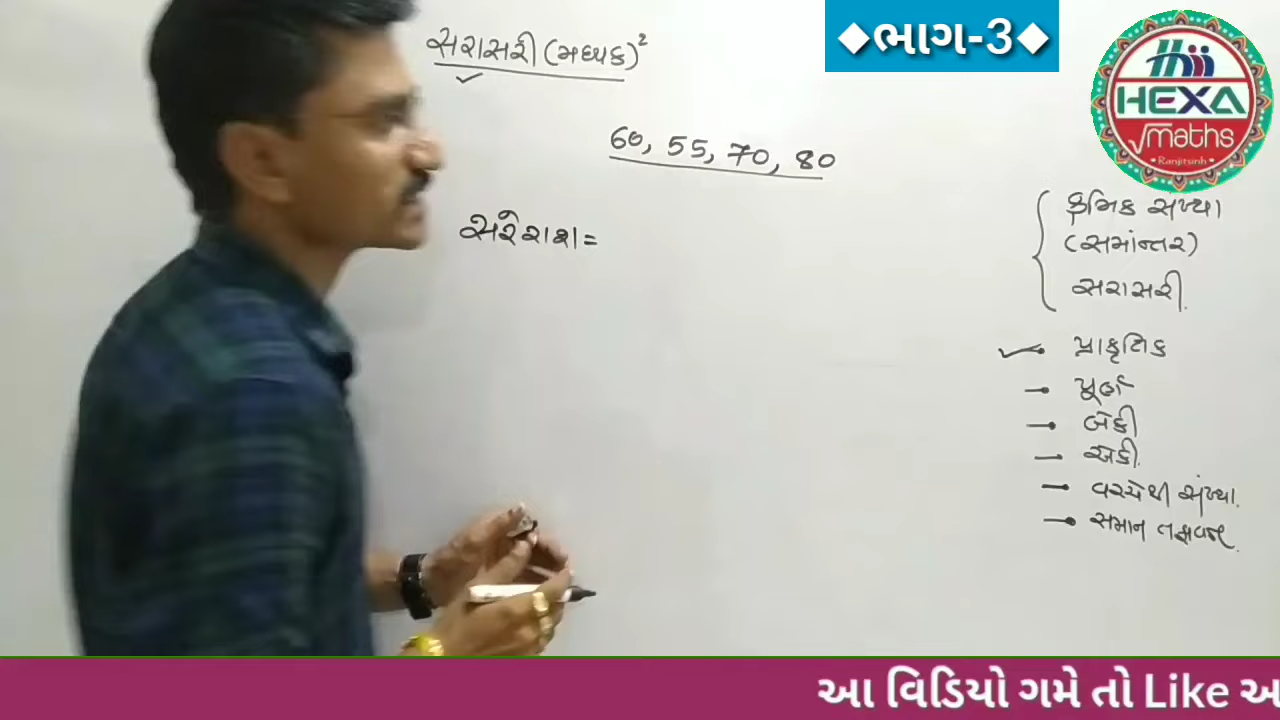 સરાસરી (મધ્યક)²
◆ભાગ-3◆
HEXA
√maths
Ranjitsinh
60, 55, 70, 80
સરેરાશ =
ક્રમિક સંખ્યા
(સમાંન્તર)
સરાસરી.
પ્રાકૃતિક
પૂર્ણ
બેકી
એકી.
વચ્ચેથી સંખ્યા.
સમાન તફાવત.
આ વિડિયો ગમે તો Like અ